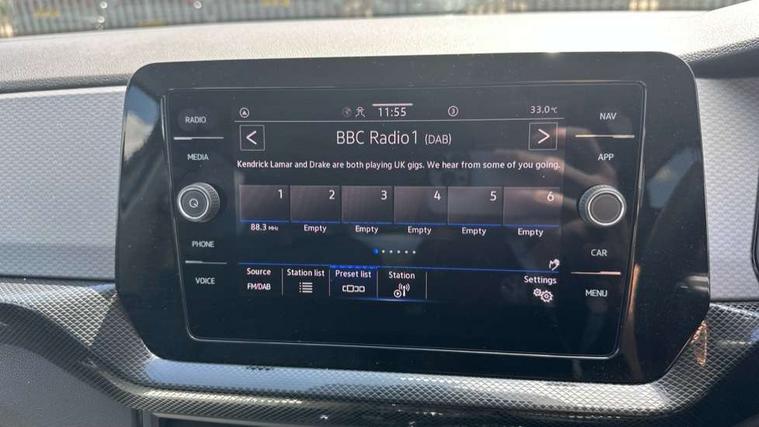 11:55
3
33.0°C
RADIO
MEDIA
PHONE
VOICE
NAV
APP
CAR
MENU
<
BBC Radio1 (DAB)
>
Kendrick Lamar and Drake are both playing UK gigs. We hear from some of you going.
1 2 3 4 5 6
88.3 MHz Empty Empty Empty Empty Empty
Source Station list Preset list Station Settings
FM/DAB